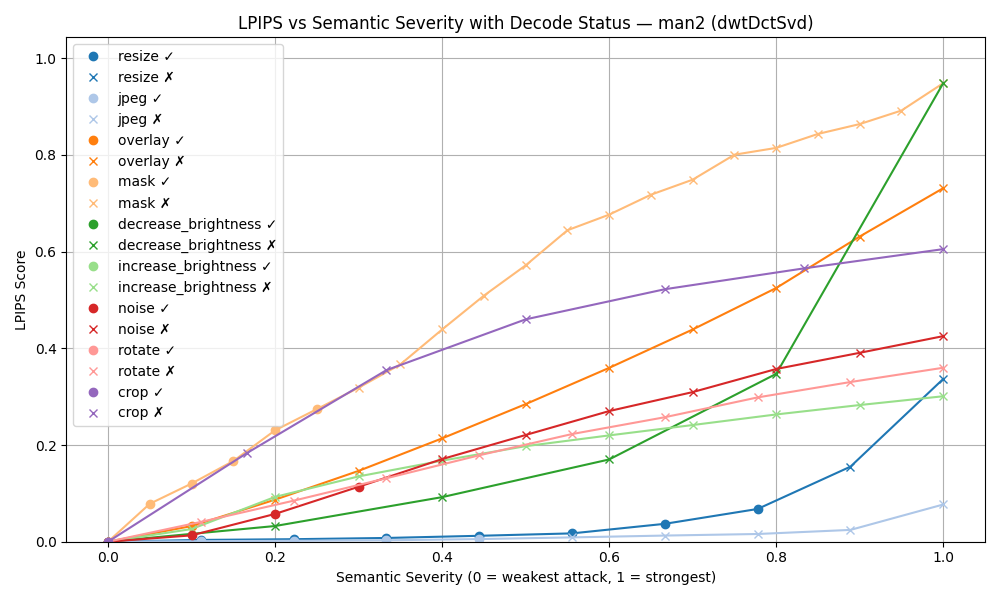 LPIPS vs Semantic Severity with Decode Status — man2 (dwtDctSvd)
LPIPS Score
1.0
0.8
0.6
0.4
0.2
0.0
resize ✓
resize ✗
jpeg ✓
jpeg ✗
overlay ✓
overlay ✗
mask ✓
mask ✗
decrease_brightness ✓
decrease_brightness ✗
increase_brightness ✓
increase_brightness ✗
noise ✓
noise ✗
rotate ✓
rotate ✗
crop ✓
crop ✗
0.0 0.2 0.4 0.6 0.8 1.0
Semantic Severity (0 = weakest attack, 1 = strongest)